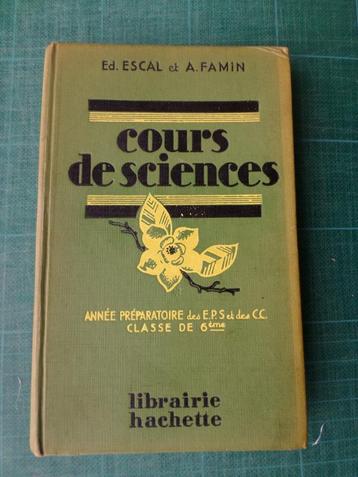 Ed. ESCAL et A. FAMIN
cours
de sciences
ANNÉE PRÉPARATOIRE des E.P.S et des C.C.
CLASSE DE 6ème
librairie
hachette